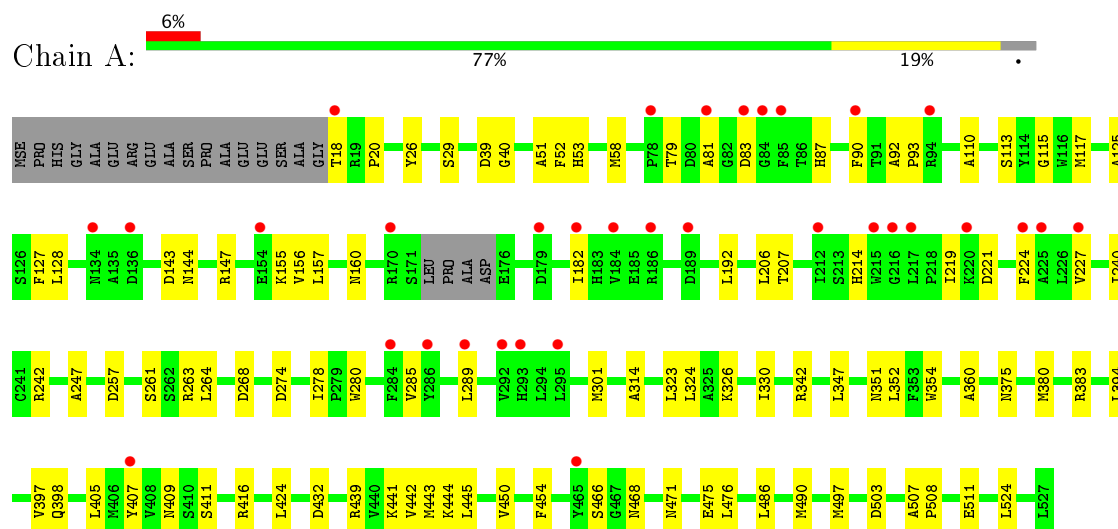 6%
Chain A:
77% 19% •
MSE PRO HIS GLY ALA GLU ARG GLU ALA SER PRO ALA GLU GLU SER ALA GLY T18 R19 P20 Y26 S29 D39 G40 A51 F52 H53 M58 P78 T79 D80 A81 G82 D83 G84 F85 T86 H87 F90 T91 A92 P93 R94 A110 S113 Y114 G115 W116 M117 A125
S126 F127 L128 N134 A135 D136 D143 N144 R147 E154 K155 V156 L157 N160 R170 S171 LEU PRO ALA ASP E176 D179 I182 H183 V184 E185 R186 D189 L192 L206 T207 I212 S213 H214 W215 G216 L217 P218 I219 K220 D221 F224 A225 L226 V227 I240
C241 R242 A247 D257 S261 S262 R263 L264 D268 D274 I278 P279 W280 F284 V285 Y286 L289 V292 H293 L294 L295 M301 A314 L323 L324 A325 K326 I330 R342 L347 N351 L352 F353 W354 A360 N375 M380 R383 L394
V397 Q398 L405 M406 Y407 V408 N409 S410 S411 R416 L424 D432 R439 V440 K441 V442 M443 K444 L445 V450 F454 Y465 S466 G467 N468 N471 E475 L476 L486 M490 M497 D503 A507 P508 E511 L524 L527